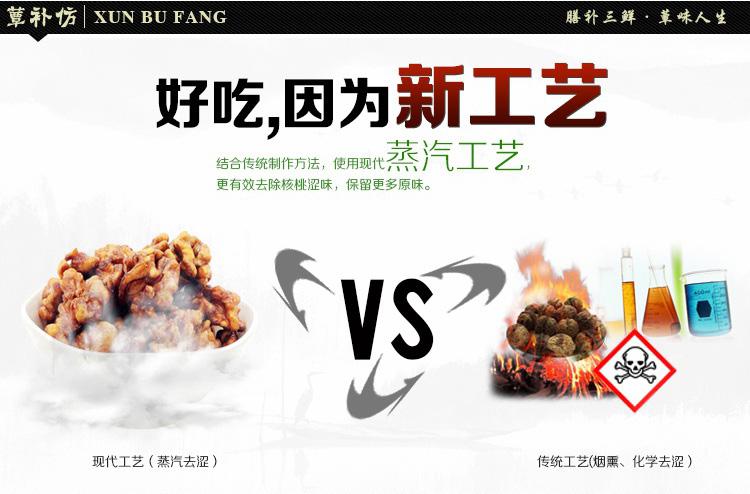 蕈补仿 XUN BU FANG
膳补三鲜·蕈味人生
好吃,因为新工艺
结合传统制作方法，使用现代蒸汽工艺，
更有效去除核桃涩味，保留更多原味。
VS
400ml
现代工艺（蒸汽去涩）
传统工艺(烟熏、化学去涩）